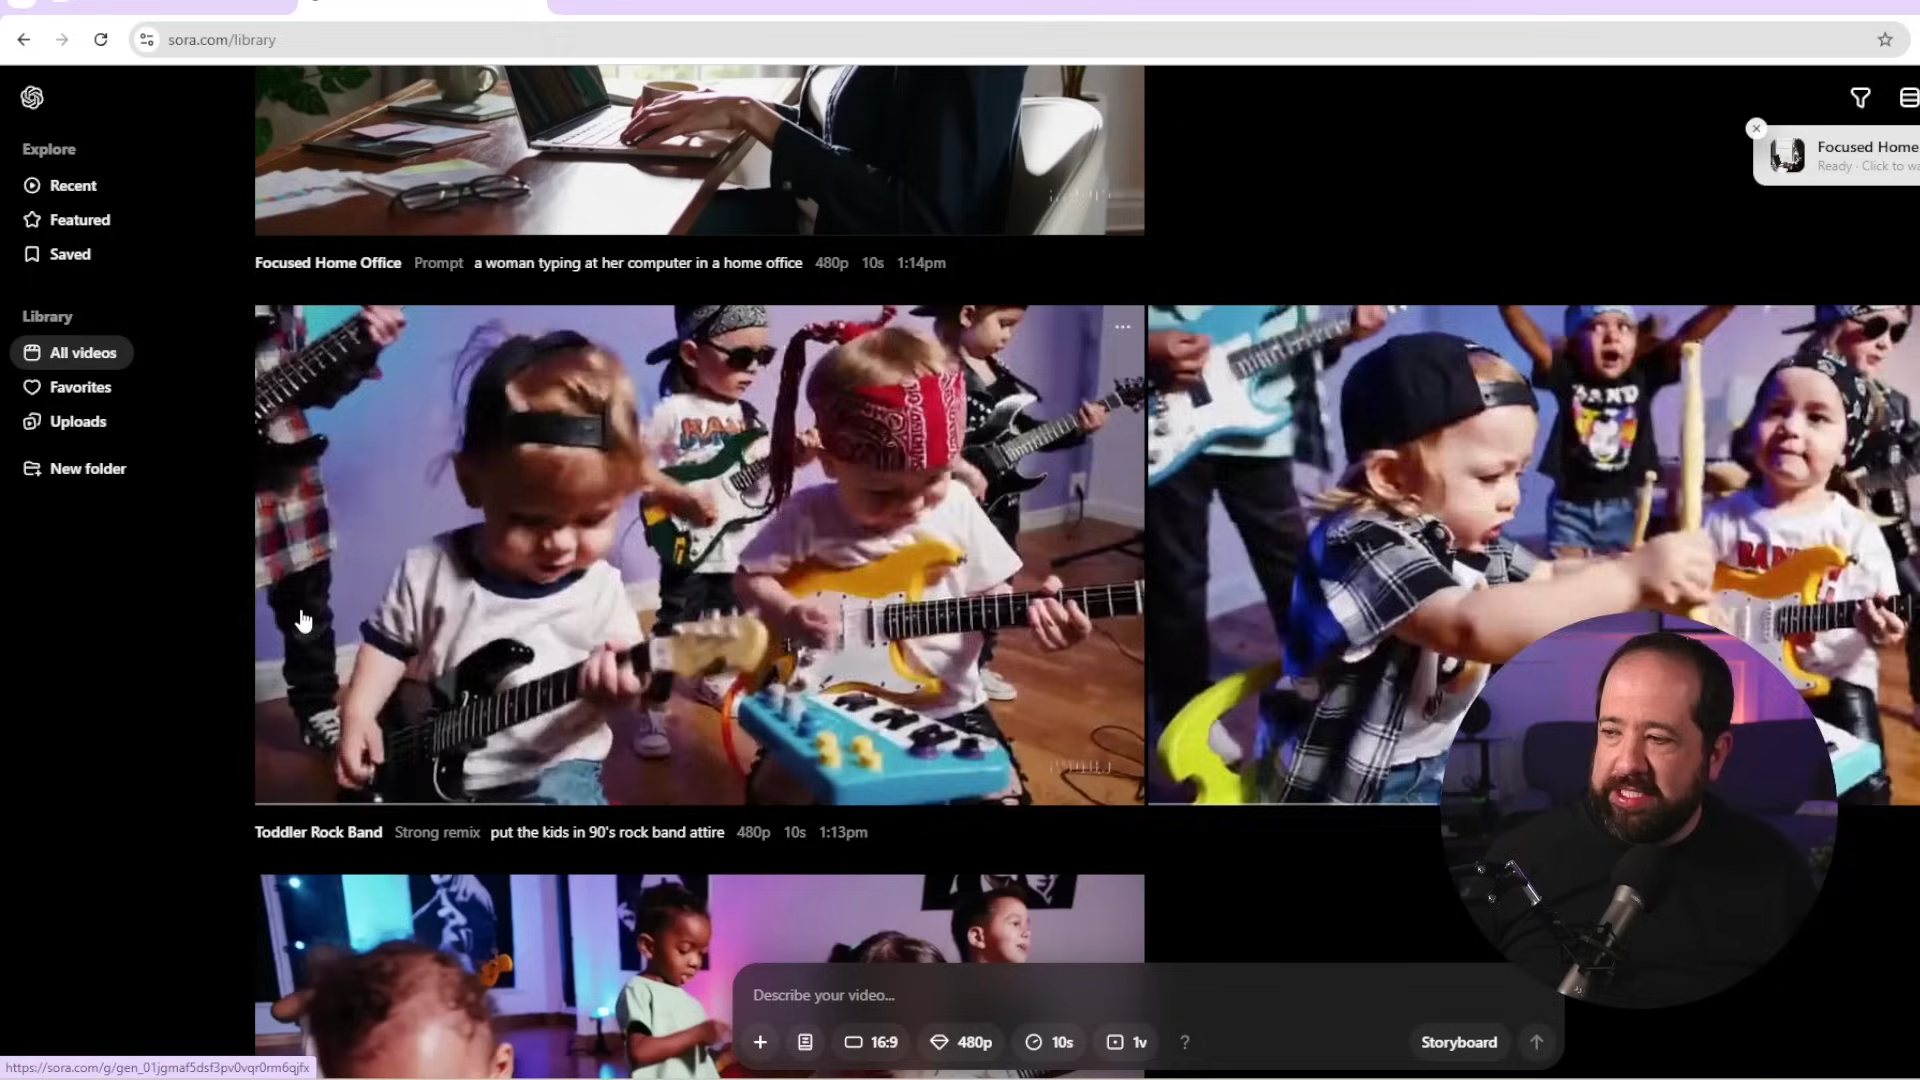 sora.com/library
Explore
Recent
Featured
Saved
Library
All videos
Favorites
Uploads
New folder
Focused Home
Ready · Click to
Focused Home Office Prompt a woman typing at her computer in a home office 480p 10s 1:14pm
BAND
Toddler Rock Band Strong remix put the kids in 90's rock band attire 480p 10s 1:13pm
Describe your video...
16:9 480p 10s 1v ? Storyboard
https://sora.com/g/gen_01jgmaf5dsf3pv0vqr0rm6qjfx